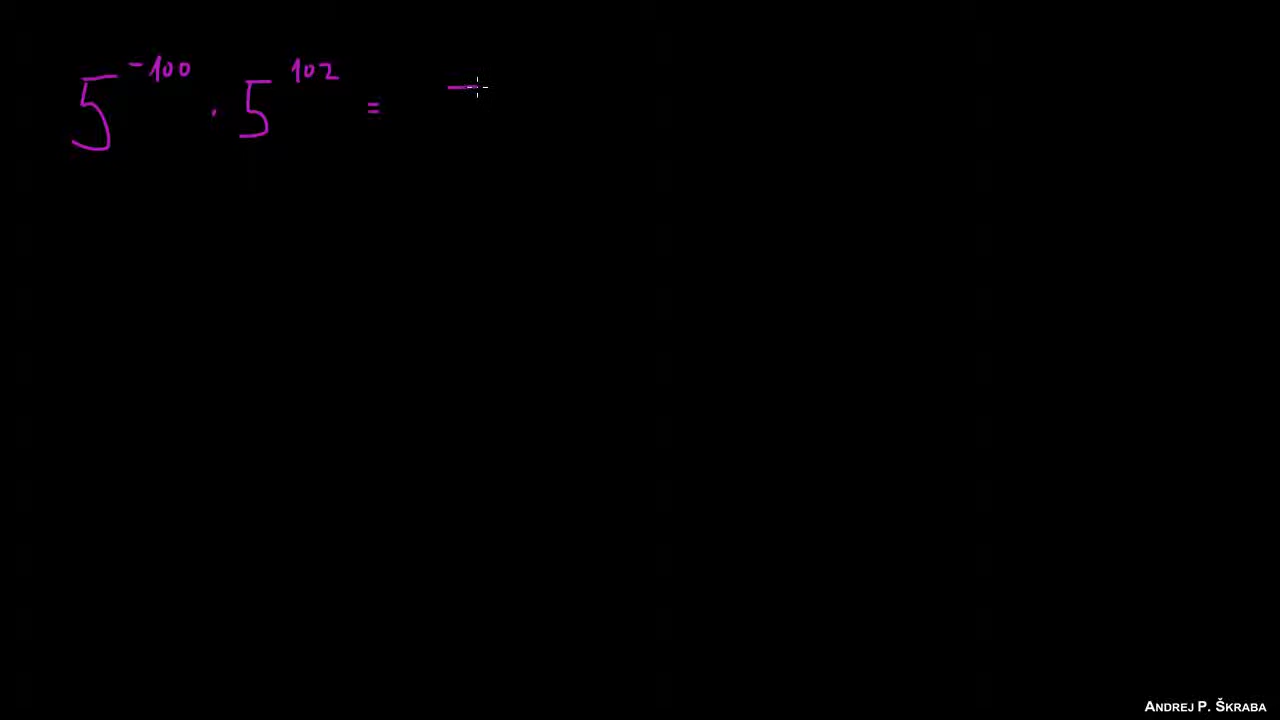 5^-100 · 5^102 =
ANDREJ P. ŠKRABA